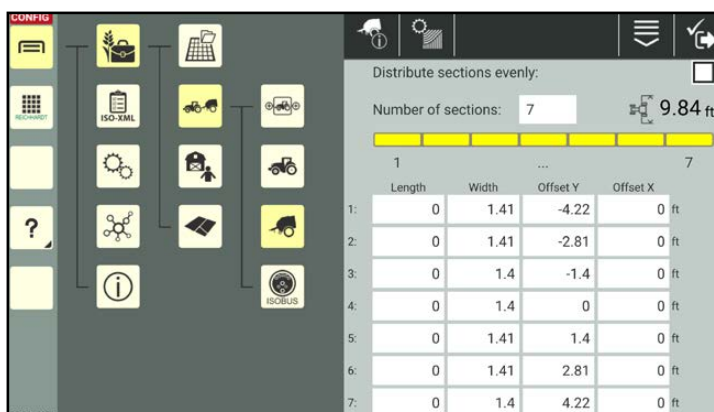 CONFIG
REICHHARDT
ISO-XML
?
ISOBUS
Distribute sections evenly:
Number of sections: 7 9.84 ft
1 ... 7
Length Width Offset Y Offset X
1: 0 1.41 -4.22 0 ft
2: 0 1.41 -2.81 0 ft
3: 0 1.4 -1.4 0 ft
4: 0 1.4 0 0 ft
5: 0 1.41 1.4 0 ft
6: 0 1.41 2.81 0 ft
7: 0 1.4 4.22 0 ft